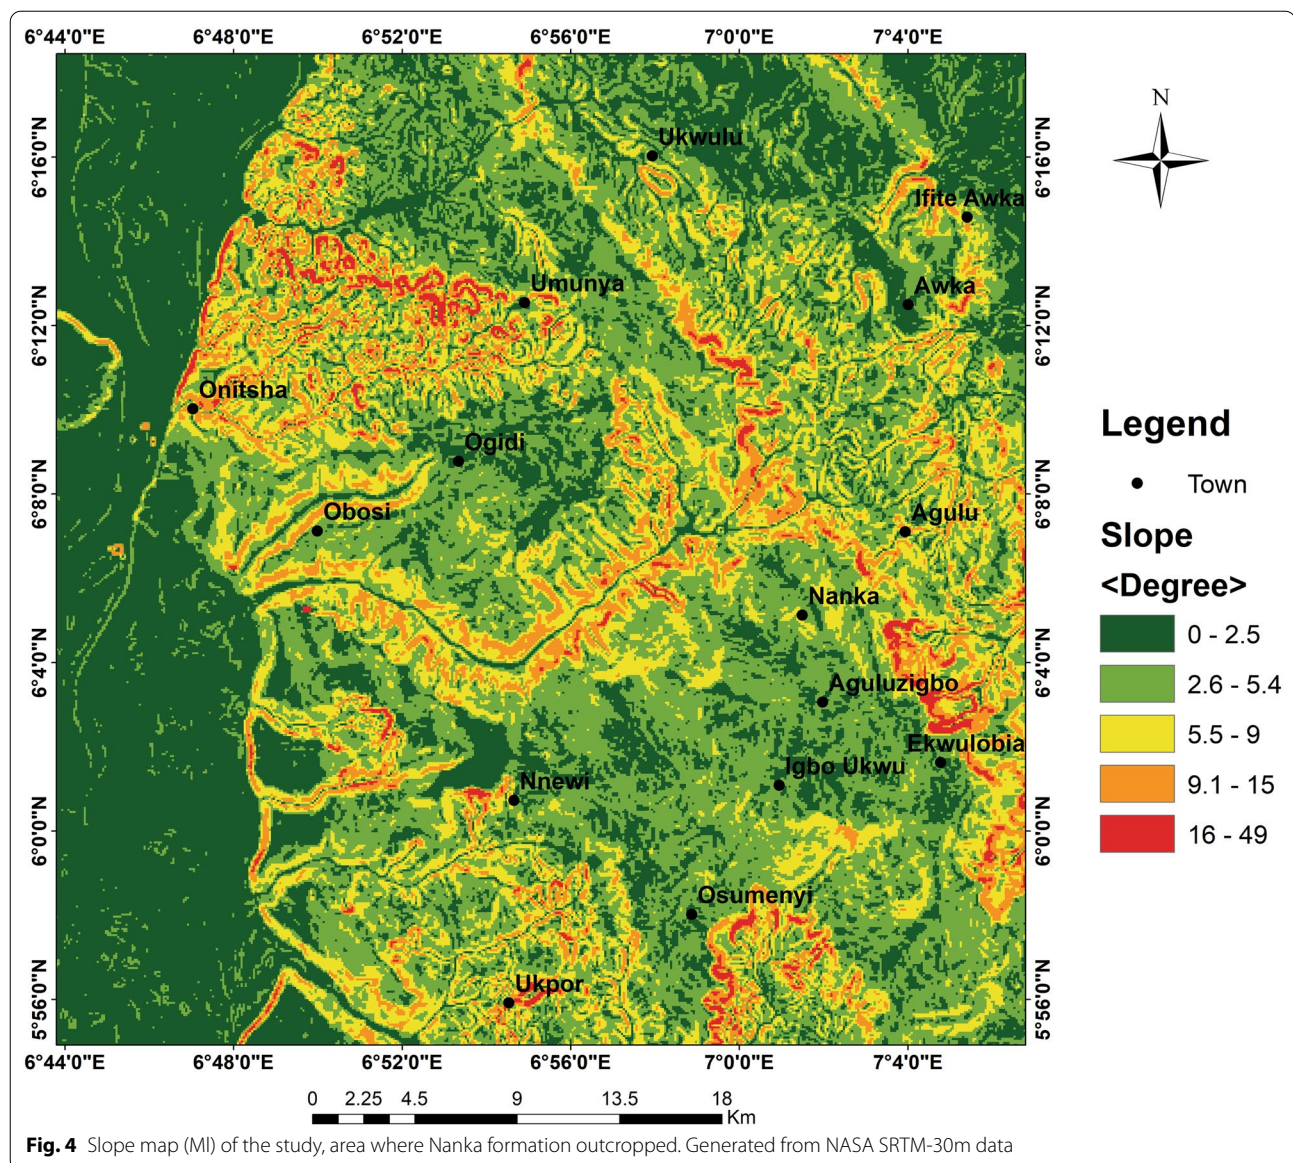 6°44'0"E 6°48'0"E 6°52'0"E 6°56'0"E 7°0'0"E 7°4'0"E
N
6°16'0"N 6°16'0"N
Ukwulu
Ifite Awka
Umunya
Awka
6°12'0"N 6°12'0"N
Onitsha
Ogidi
6°8'0"N 6°8'0"N
Obosi
Agulu
Nanka
6°4'0"N 6°4'0"N
Aguluzigbo
Ekwulobia
Igbo Ukwu
Nnewi
6°0'0"N 6°0'0"N
Osumenyi
Ukpor
5°56'0"N 5°56'0"N
6°44'0"E 6°48'0"E 6°52'0"E 6°56'0"E 7°0'0"E 7°4'0"E
Legend
Town
Slope
<Degree>
0 - 2.5
2.6 - 5.4
5.5 - 9
9.1 - 15
16 - 49
0 2.25 4.5 9 13.5 18
Km
Fig. 4 Slope map (Ml) of the study, area where Nanka formation outcropped. Generated from NASA SRTM-30m data